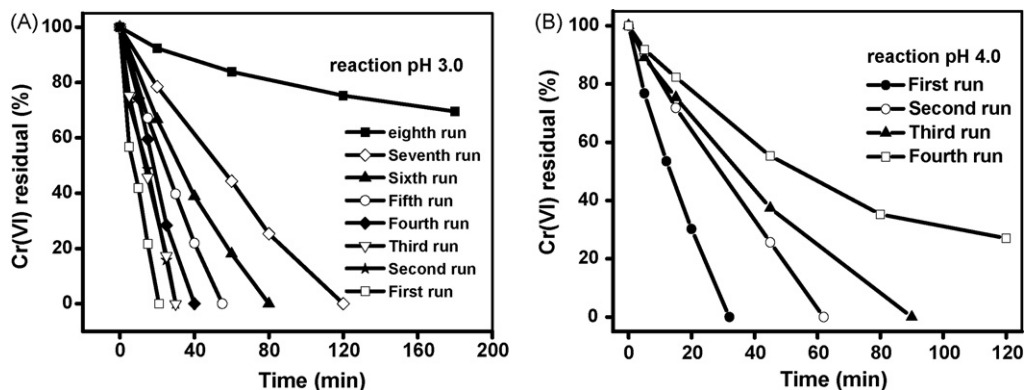 (A)
Cr(VI) residual (%)
100
80
60
40
20
0
reaction pH 3.0
eighth run
Seventh run
Sixth run
Fifth run
Fourth run
Third run
Second run
First run
0 40 80 120 160 200
Time (min)
(B)
Cr(VI) residual (%)
100
80
60
40
20
0
reaction pH 4.0
First run
Second run
Third run
Fourth run
0 20 40 60 80 100 120
Time (min)